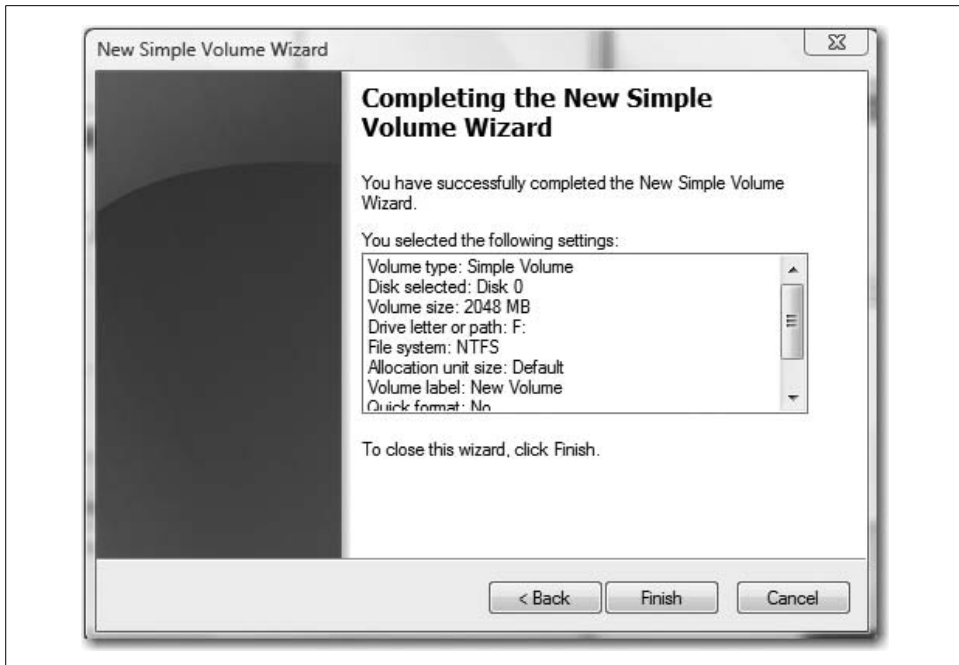 New Simple Volume Wizard
Completing the New Simple
Volume Wizard
You have successfully completed the New Simple Volume
Wizard.
You selected the following settings:
Volume type: Simple Volume
Disk selected: Disk 0
Volume size: 2048 MB
Drive letter or path: F:
File system: NTFS
Allocation unit size: Default
Volume label: New Volume
Quick format: No
To close this wizard, click Finish.
< Back
Finish
Cancel